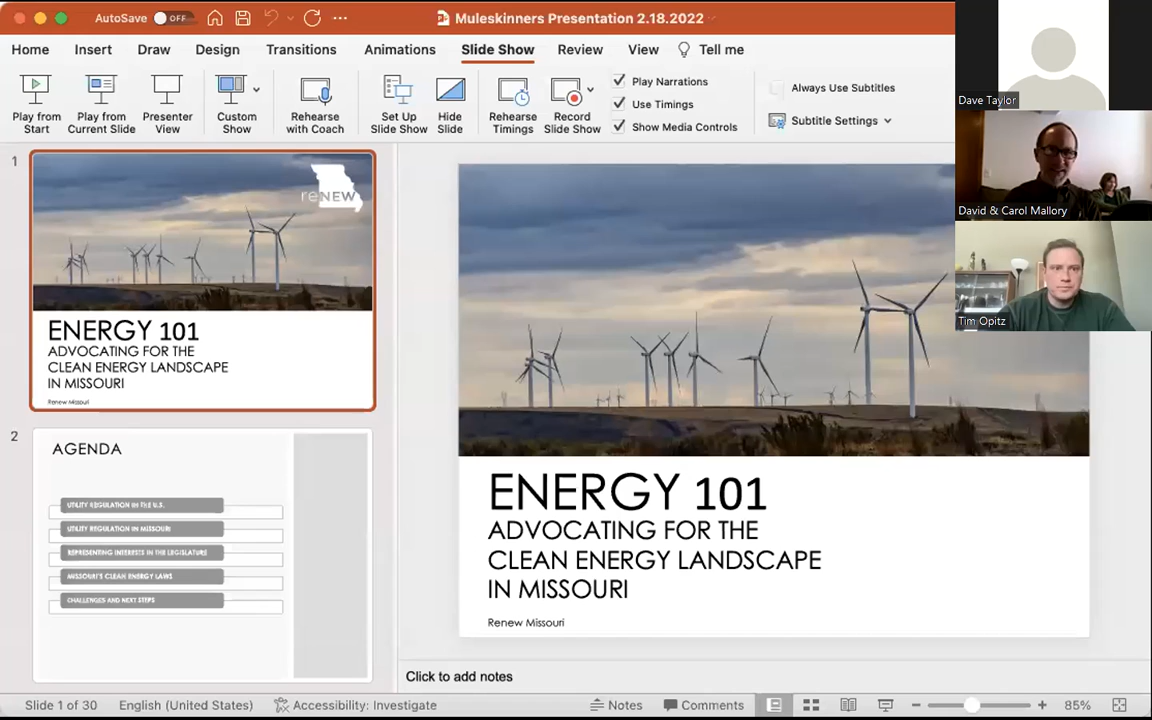 AutoSave OFF
Muleskinners Presentation 2.18.2022
Home Insert Draw Design Transitions Animations Slide Show Review View Tell me
Play from Start
Play from Current Slide
Presenter View
Custom Show
Rehearse with Coach
Set Up Slide Show
Hide Slide
Rehearse Timings
Record Slide Show
Play Narrations
Use Timings
Show Media Controls
Always Use Subtitles
Subtitle Settings
Dave Taylor
David & Carol Mallory
Tim Opitz
1
reNEW
ENERGY 101
ADVOCATING FOR THE
CLEAN ENERGY LANDSCAPE
IN MISSOURI
Renew Missouri
2
AGENDA
UTILITY REGULATION IN THE U.S.
UTILITY REGULATION IN MISSOURI
REPRESENTING INTERESTS IN THE LEGISLATURE
MISSOURI'S CLEAN ENERGY LAWS
CHALLENGES AND NEXT STEPS
ENERGY 101
ADVOCATING FOR THE
CLEAN ENERGY LANDSCAPE
IN MISSOURI
Renew Missouri
Click to add notes
Slide 1 of 30 English (United States) Accessibility: Investigate Notes Comments 85%